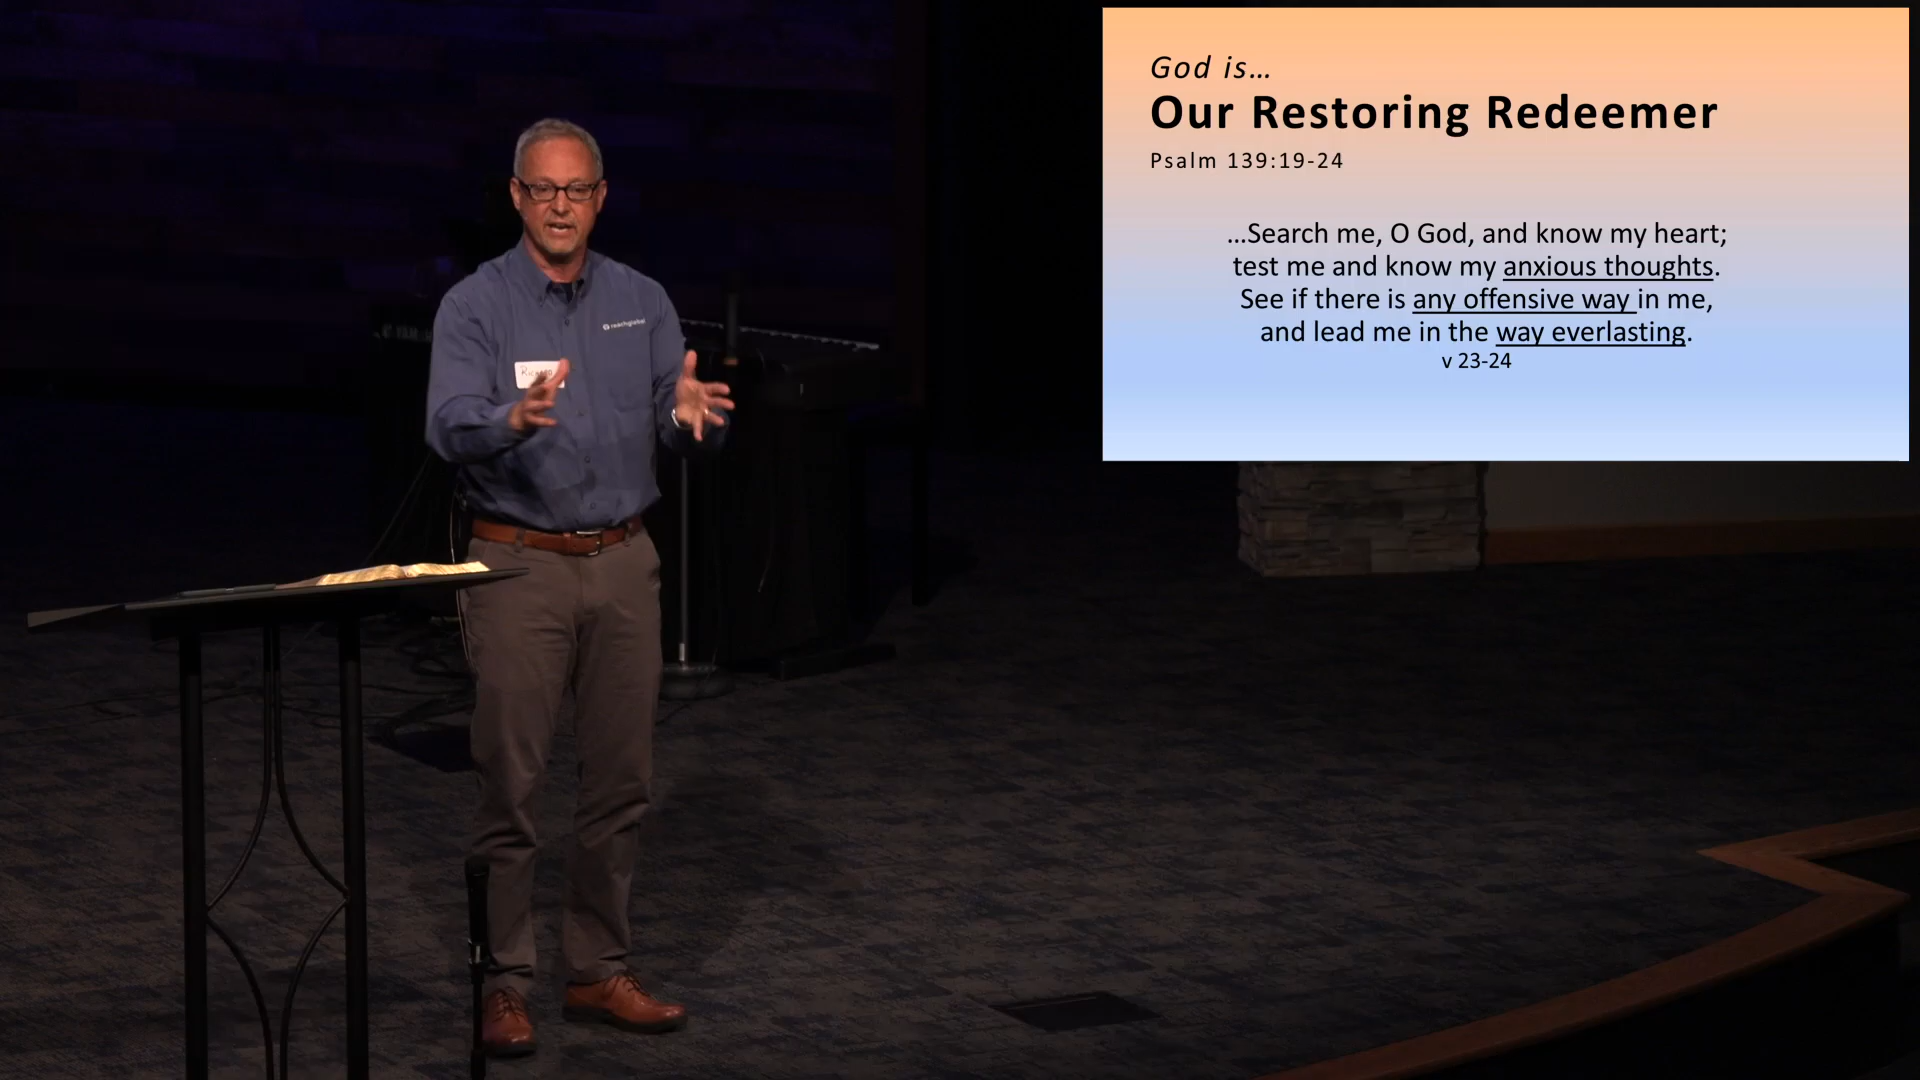 God is…
Our Restoring Redeemer
Psalm 139:19-24
…Search me, O God, and know my heart;
test me and know my anxious thoughts.
See if there is any offensive way in me,
and lead me in the way everlasting.
v 23-24
reachglobal